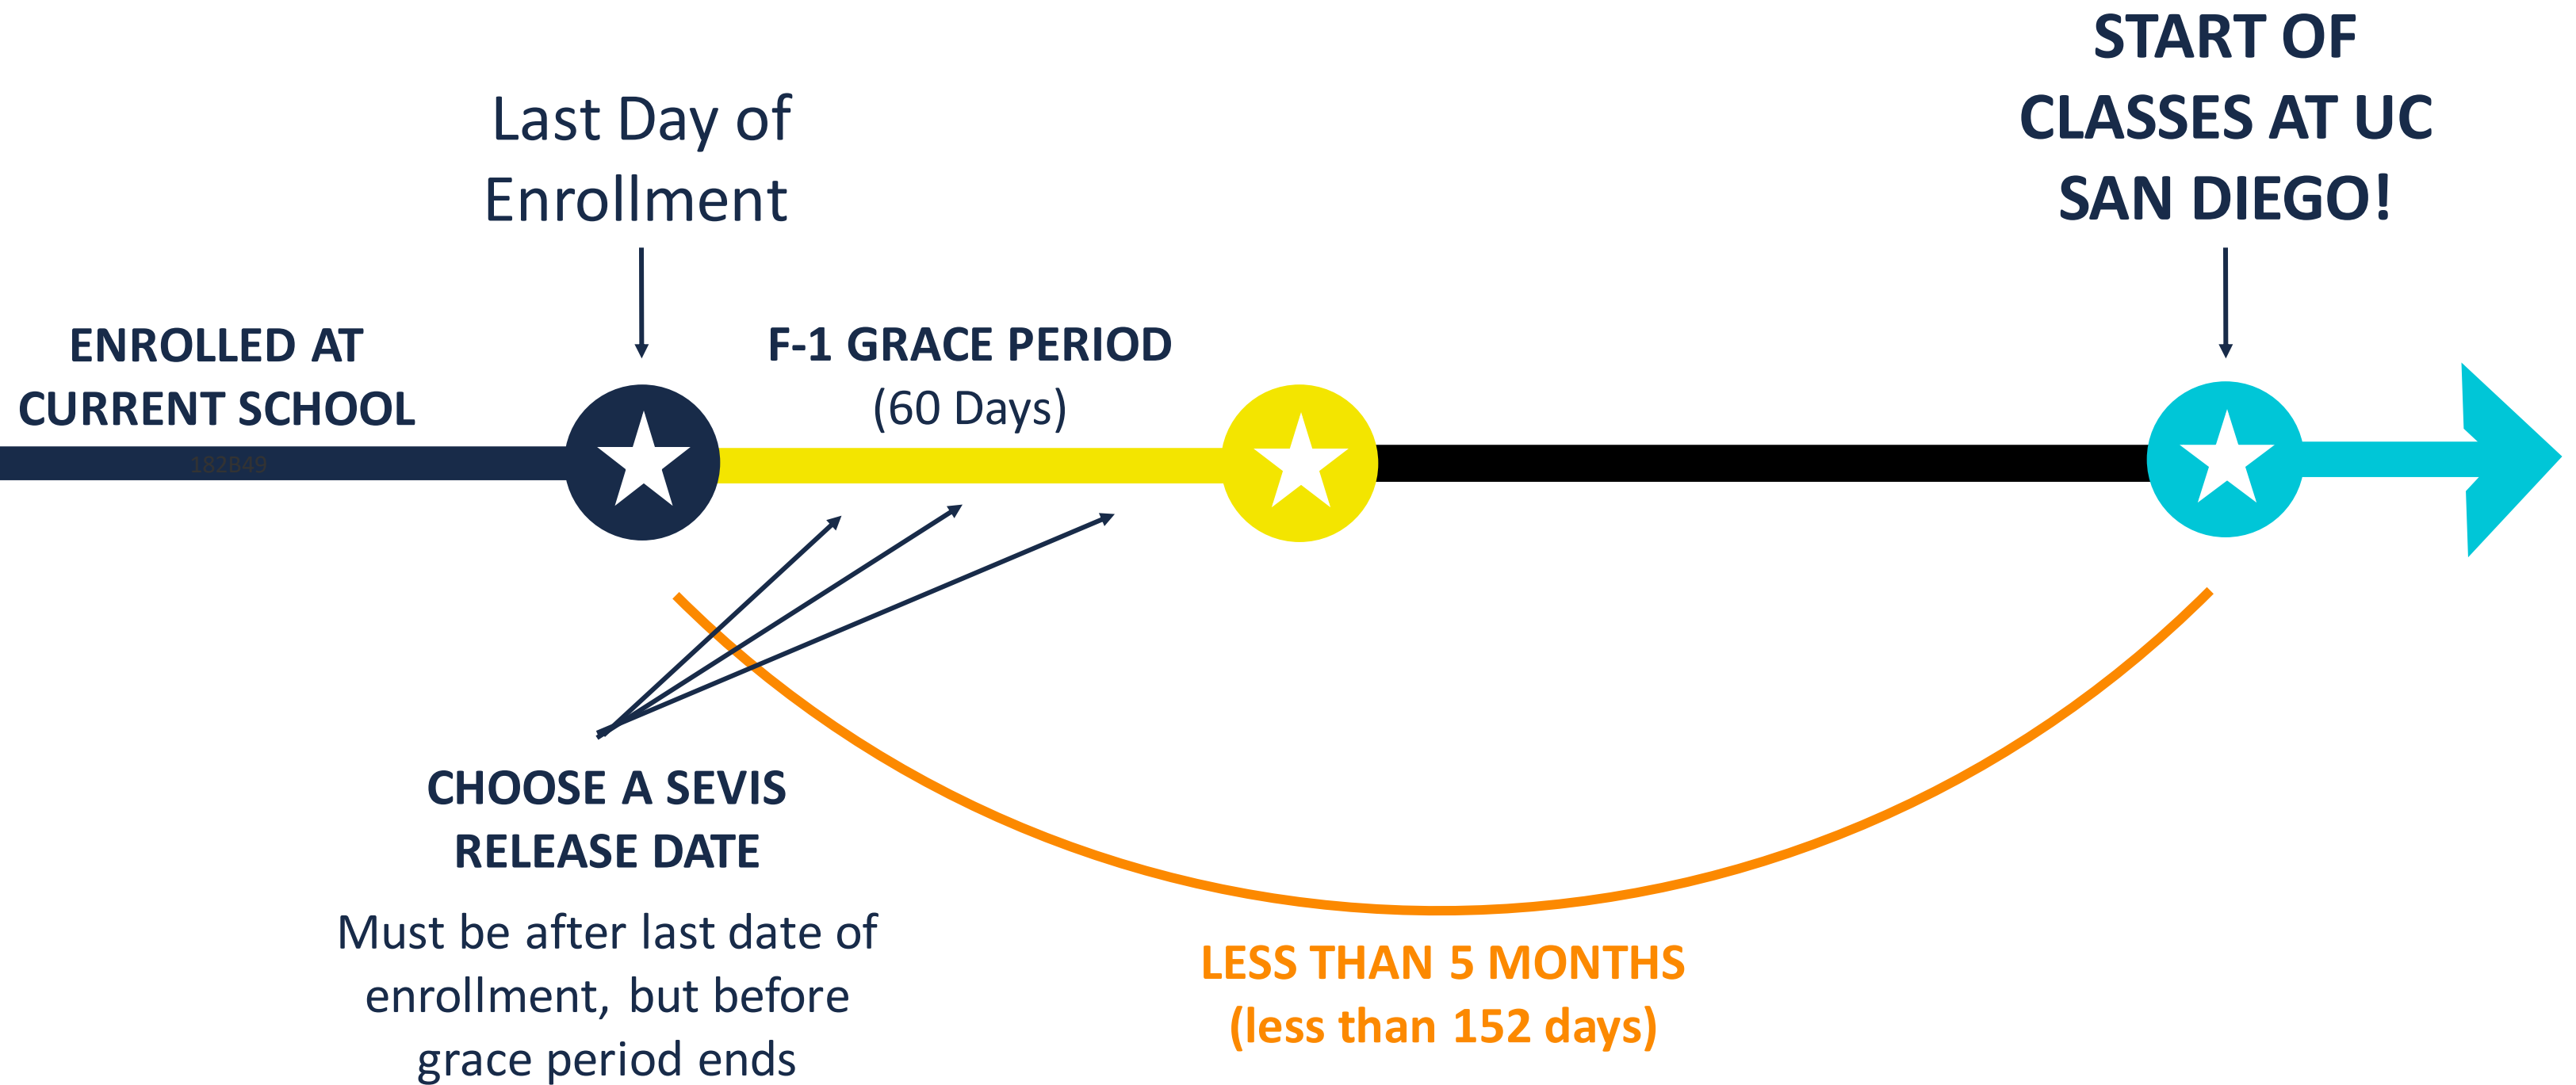 START OF
CLASSES AT UC
SAN DIEGO!
Last Day of
Enrollment
ENROLLED AT
CURRENT SCHOOL
F-1 GRACE PERIOD
(60 Days)
182B49
CHOOSE A SEVIS
RELEASE DATE
Must be after last date of
enrollment, but before
grace period ends
LESS THAN 5 MONTHS
(less than 152 days)